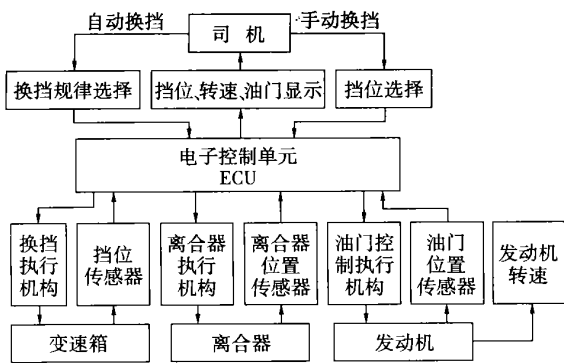 自动换挡
司 机
手动换挡
换挡规律选择
挡位、转速、油门显示
挡位选择
电子控制单元
ECU
换挡
执行
机构
挡位
传感器
离合器
执行
机构
离合器
位置
传感器
油门控
制执行
机构
油门
位置
传感器
发动机
转速
变速箱
离合器
发动机